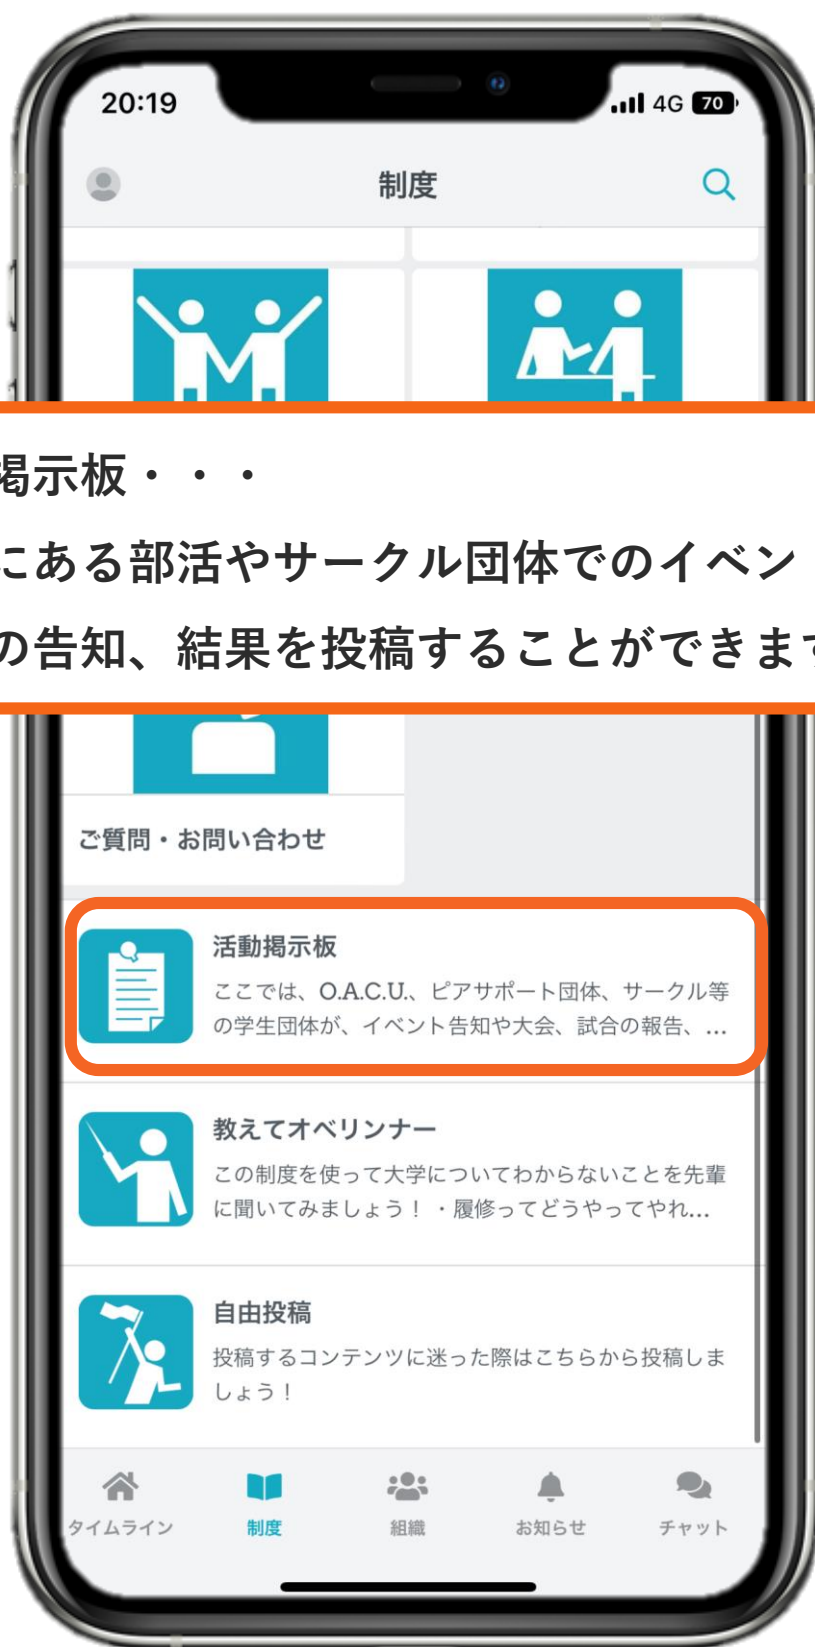 20:19
4G 70
制度
掲示板・・・
にある部活やサークル団体でのイベン
の告知、結果を投稿することができます
ご質問・お問い合わせ
活動掲示板
ここでは、O.A.C.U.、ピアサポート団体、サークル等
の学生団体が、イベント告知や大会、試合の報告、...
教えてオベリンナー
この制度を使って大学についてわからないことを先輩
に聞いてみましょう！・履修ってどうやってやれ...
自由投稿
投稿するコンテンツに迷った際はこちらから投稿しま
しょう！
タイムライン 制度 組織 お知らせ チャット